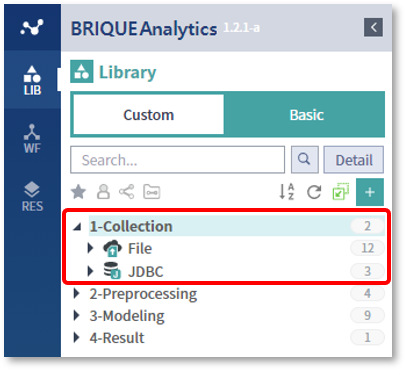 BRIQUE Analytics 1.2.1-a
LIB
WF
RES
Library
Custom Basic
Search... Detail
1-Collection 2
File 12
JDBC 3
2-Preprocessing 4
3-Modeling 9
4-Result 1